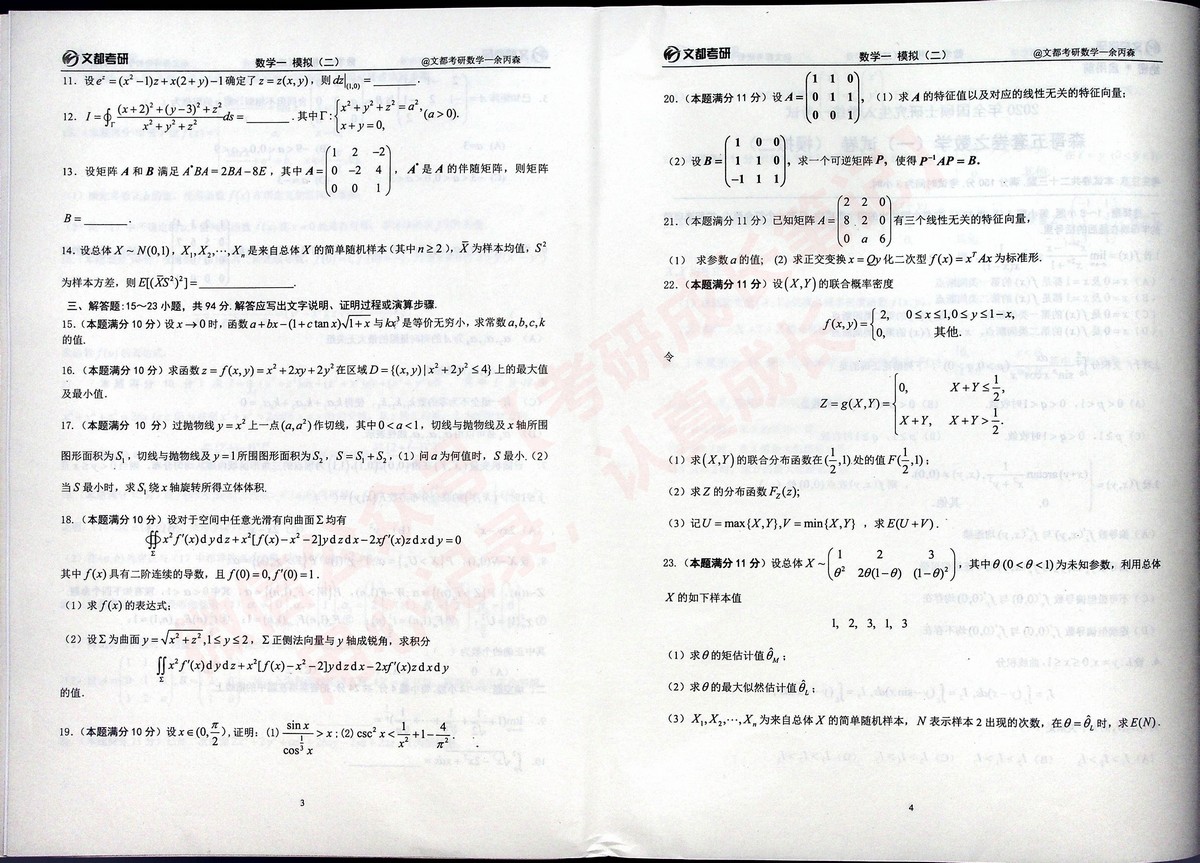 文都考研
数学一 模拟（二）
@文都考研数学—余丙森
11. 设e^z=(x²−1)z+x(2+y)−1确定了z=z(x,y)，则dz|_(1,0)=________.
12. I=∮_Γ ((x+2)²+(y−3)²+z²)/(x²+y²+z²) ds=________.其中Γ:{x²+y²+z²=a², x+y=0, (a>0).
13. 设矩阵 A 和 B 满足 A*BA=2BA−8E，其中A=(1 2 −2; 0 −2 4; 0 0 1)，A*是 A 的伴随矩阵，则矩阵
B=________.
14. 设总体X~N(0,1)，X₁,X₂,⋯,X_n是来自总体X的简单随机样本(其中n≥2)，X̄为样本均值，S²
为样本方差，则E[(X̄S²)²]=________.
三、解答题:15～23小题，共94分.解答应写出文字说明、证明过程或演算步骤.
15.（本题满分10分）设x→0时，函数a+bx−(1+c tan x)√(1+x)与kx³是等价无穷小，求常数a,b,c,k
的值.
16.（本题满分10分）求函数z=f(x,y)=x²+2xy+2y²在区域D={(x,y)|x²+2y²≤4}上的最大值
及最小值.
17.（本题满分 10 分）过抛物线y=x²上一点(a,a²)作切线，其中0<a<1，切线与抛物线及x轴所围
图形面积为S₁，切线与抛物线及y=1所围图形面积为S₂，S=S₁+S₂，(1) 问a为何值时，S最小.(2)
当S最小时，求S₁绕x轴旋转所得立体体积.
18.（本题满分10分）设对于空间中任意光滑有向曲面Σ均有
∯_Σ x²f′(x)dydz+x²[f(x)−x²−2]ydzdx−2xf′(x)zdxdy=0
其中f(x)具有二阶连续的导数，且f(0)=0,f′(0)=1.
（1）求f(x)的表达式;
（2）设Σ为曲面y=√(x²+z²),1≤y≤2，Σ正侧法向量与y轴成锐角，求积分
∬_Σ x²f′(x)dydz+x²[f(x)−x²−2]ydzdx−2xf′(x)zdxdy
的值.
19.（本题满分10分）设x∈(0,π/2),证明：(1) sin x/cos^(1/3) x>x;(2) csc²x<1/x²+1−4/π².
3
文都考研
数学一 模拟（二）
@文都考研数学—余丙森
20.（本题满分11分）设A=(1 1 0; 0 1 1; 0 0 1)，（1）求A的特征值以及对应的线性无关的特征向量;
（2）设B=(1 0 0; 1 1 0; −1 1 1)，求一个可逆矩阵P，使得P⁻¹AP=B.
21.（本题满分11分）已知矩阵A=(2 2 0; 8 2 0; 0 a 6)有三个线性无关的特征向量，
（1） 求参数a的值;（2）求正交变换x=Qy化二次型f(x)=xᵀAx为标准形.
22.（本题满分11分）设(X,Y)的联合概率密度
f(x,y)={2, 0≤x≤1,0≤y≤1−x, 0, 其他.
令
Z=g(X,Y)={0, X+Y≤1/2, X+Y, X+Y>1/2.
（1）求(X,Y)的联合分布函数在(1/2,1)处的值F(1/2,1);
（2）求Z的分布函数F_Z(z);
（3）记U=max{X,Y},V=min{X,Y}，求E(U+V).
23.（本题满分11分）设总体X~(1 2 3; θ² 2θ(1−θ) (1−θ)²)，其中θ(0<θ<1)为未知参数，利用总体
X的如下样本值
1, 2, 3, 1, 3
（1）求θ的矩估计值θ̂_M;
（2）求θ的最大似然估计值θ̂_L;
（3）X₁,X₂,⋯,X_n为来自总体X的简单随机样本，N表示样本2出现的次数，在θ=θ̂_L时，求E(N).
4